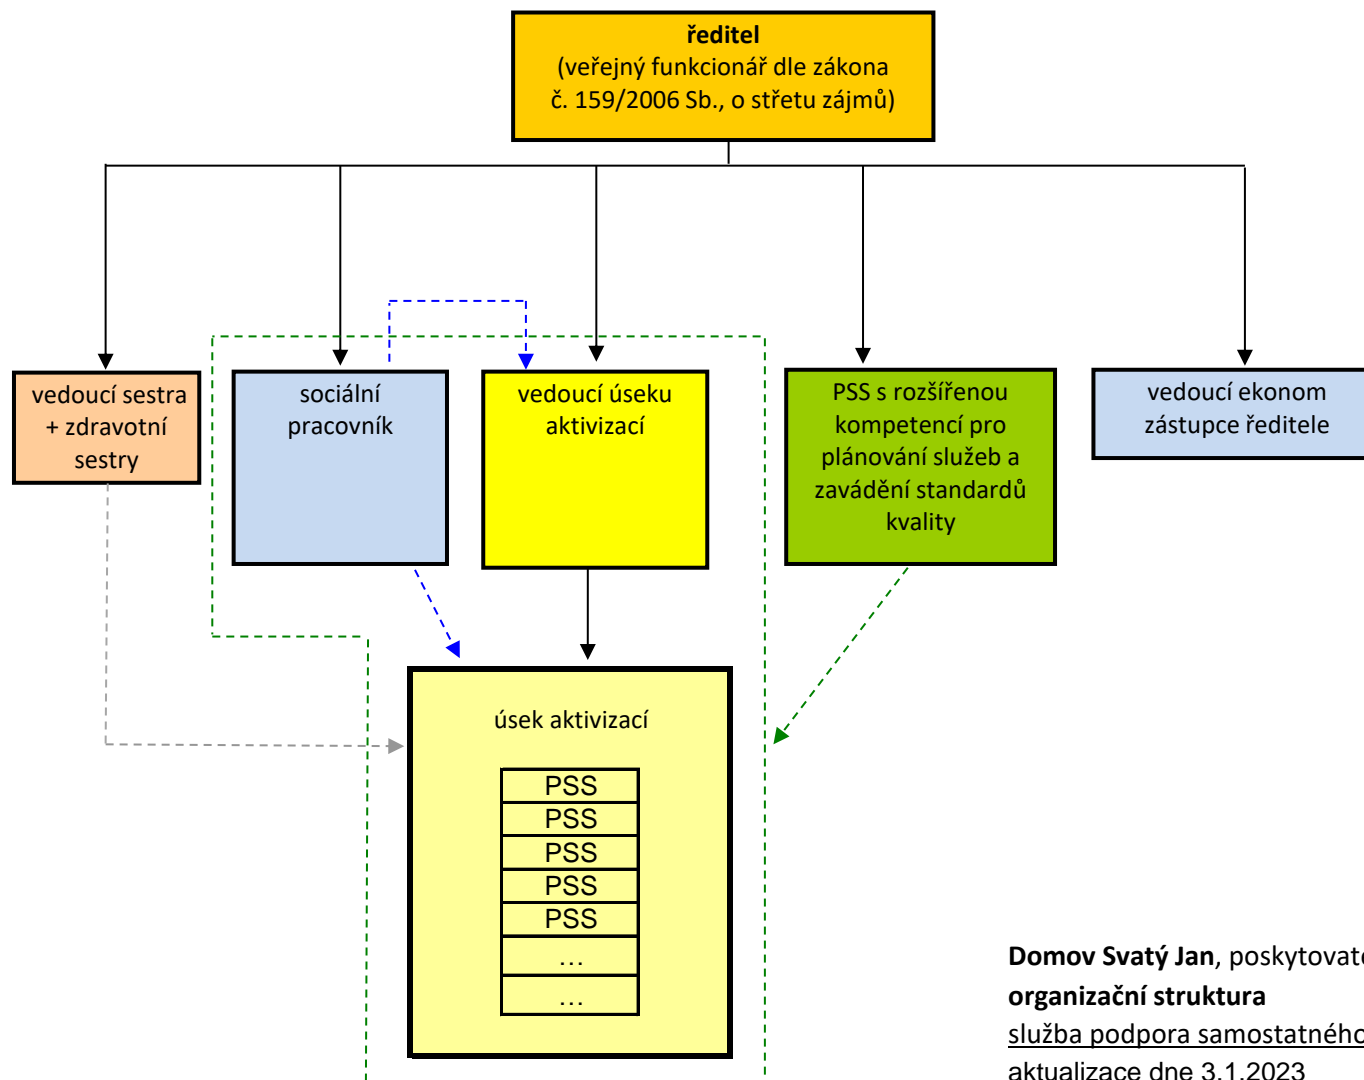 ředitel
(veřejný funkcionář dle zákona
č. 159/2006 Sb., o střetu zájmů)
vedoucí sestra
+ zdravotní
sestry
sociální
pracovník
vedoucí úseku
aktivizací
PSS s rozšířenou
kompetencí pro
plánování služeb a
zavádění standardů
kvality
vedoucí ekonom
zástupce ředitele
úsek aktivizací
PSS
PSS
PSS
PSS
PSS
...
...
Domov Svatý Jan, poskytovate
organizační struktura
služba podpora samostatného
aktualizace dne 3.1.2023